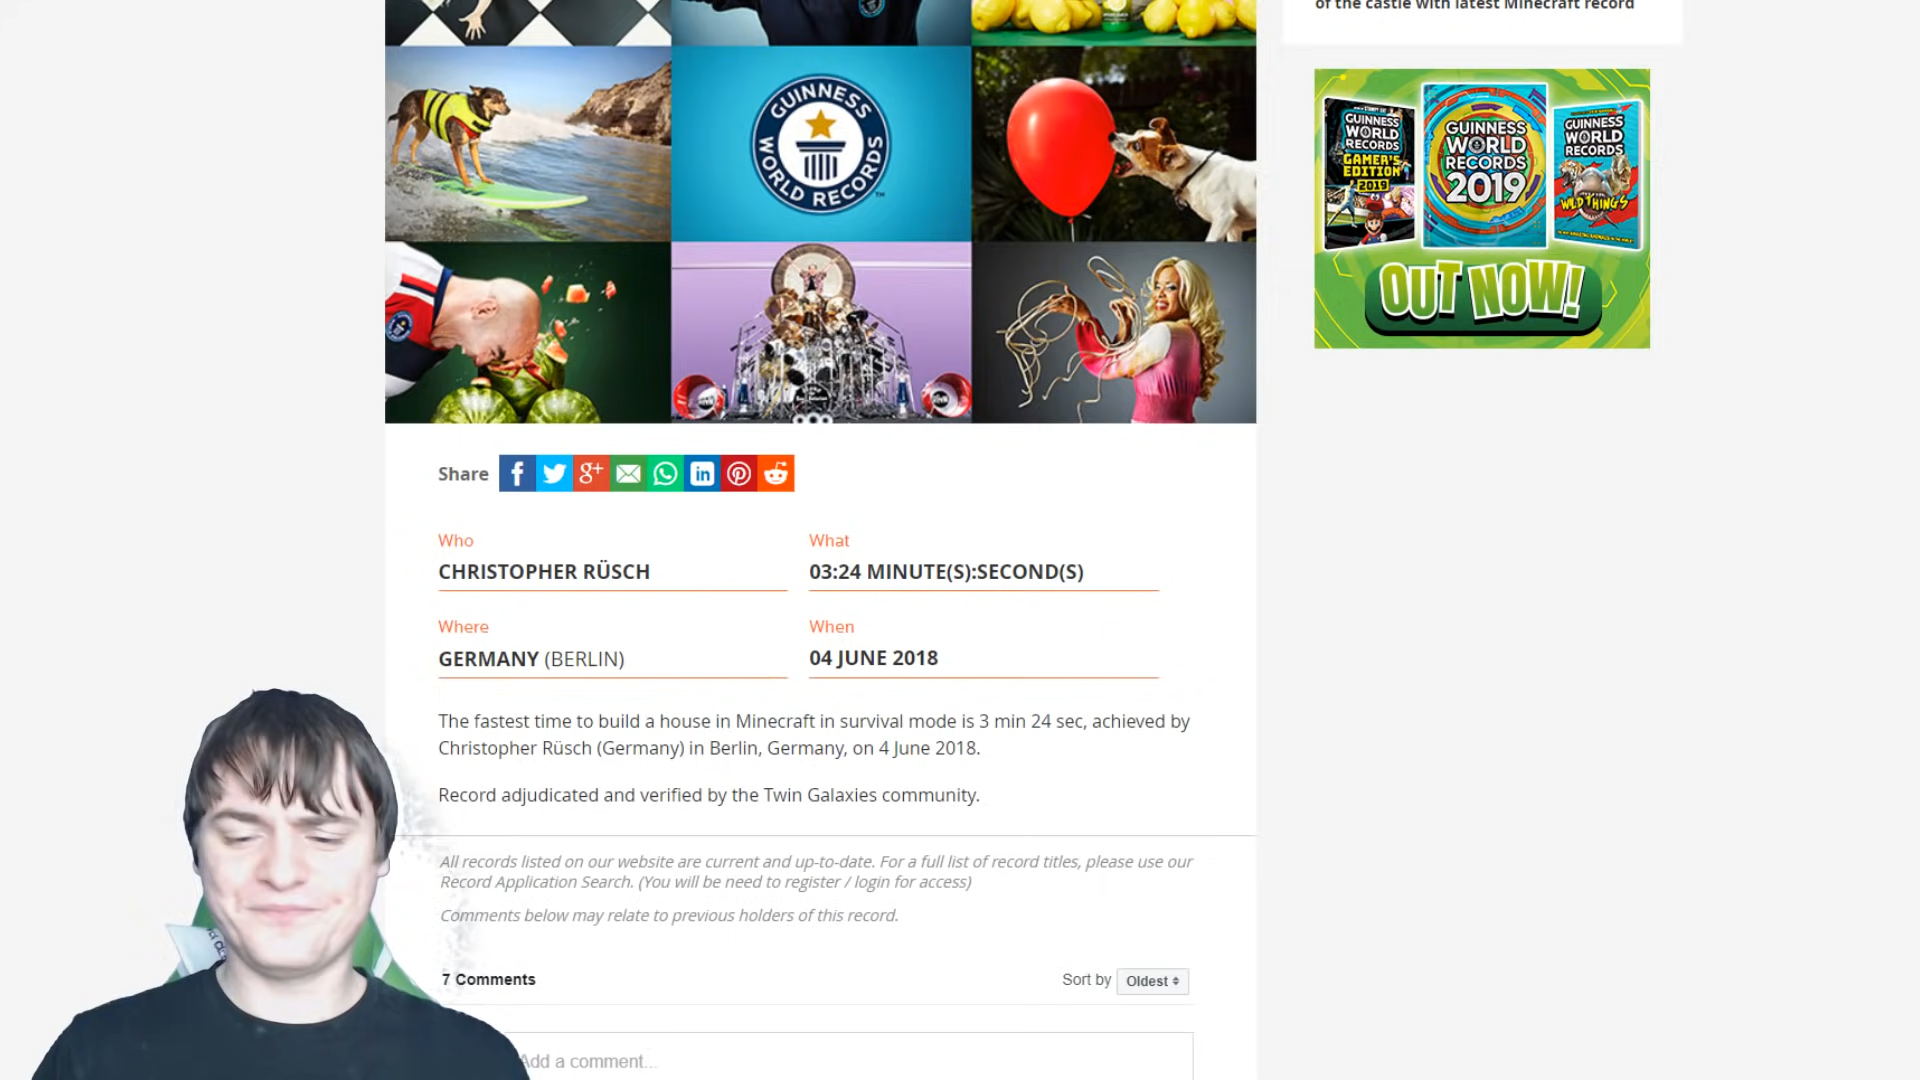 of the castle with latest Minecraft record
GUINNESS
WORLD RECORDS
GUINNESS
WORLD
RECORDS
GAMER'S
EDITION
2019
GUINNESS
WORLD
RECORDS
2019
GUINNESS
WORLD
RECORDS
WILD THINGS
OUT NOW!
Share
Who
CHRISTOPHER RÜSCH
What
03:24 MINUTE(S):SECOND(S)
Where
GERMANY (BERLIN)
When
04 JUNE 2018
The fastest time to build a house in Minecraft in survival mode is 3 min 24 sec, achieved by
Christopher Rüsch (Germany) in Berlin, Germany, on 4 June 2018.
Record adjudicated and verified by the Twin Galaxies community.
All records listed on our website are current and up-to-date. For a full list of record titles, please use our
Record Application Search. (You will be need to register / login for access)
Comments below may relate to previous holders of this record.
7 Comments
Sort by Oldest
Add a comment...